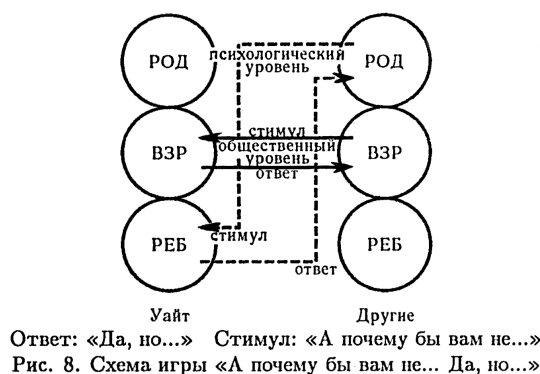 РОД
психологический
уровень
РОД
ВЗР
стимул
общественный
уровень
ответ
ВЗР
РЕБ
стимул
ответ
РЕБ
Уайт
Другие
Ответ: «Да, но...» Стимул: «А почему бы вам не...»
Рис. 8. Схема игры «А почему бы вам не... Да, но...»